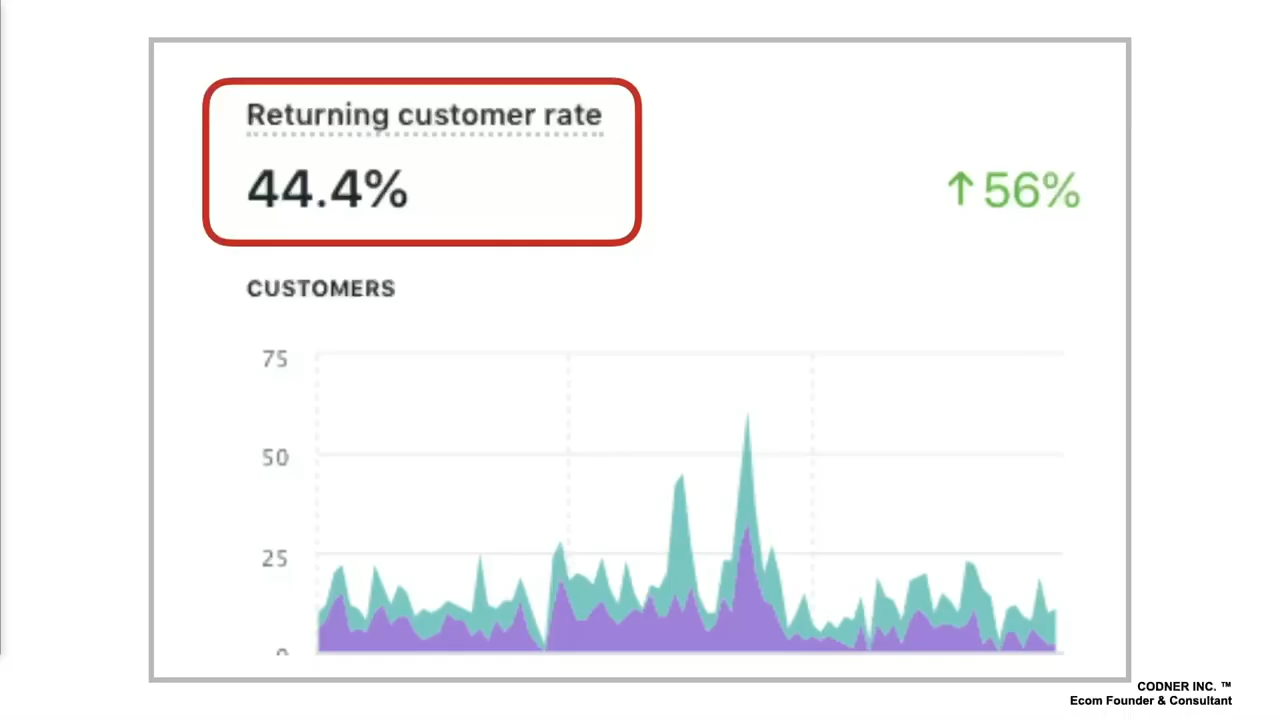 Returning customer rate
44.4%
↑56%
CUSTOMERS
75
50
25
0
CODNER INC. ™
Ecom Founder & Consultant